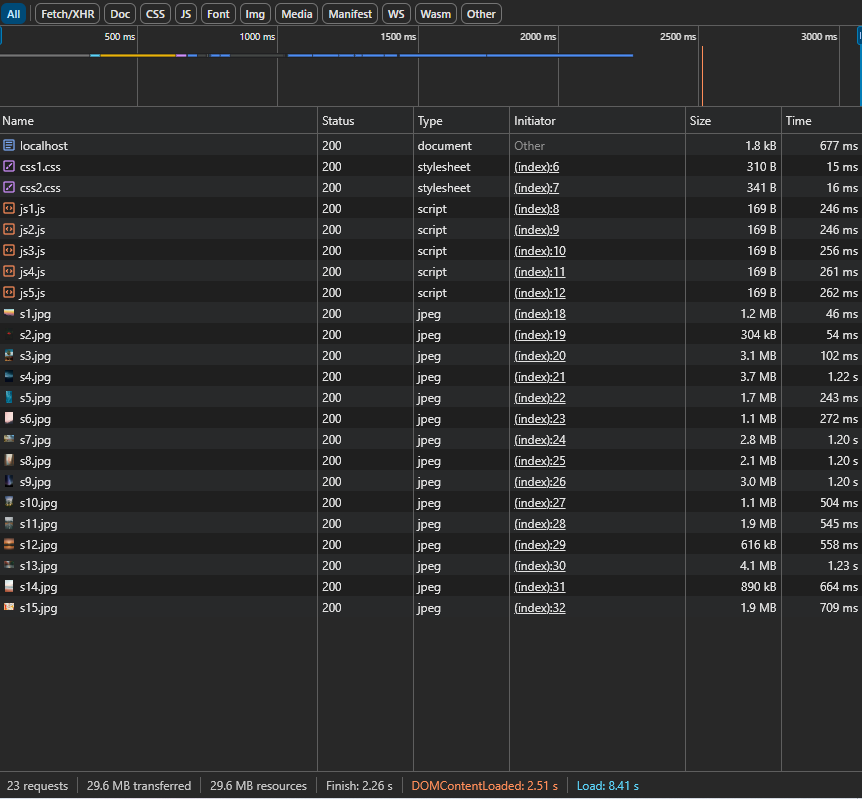 All Fetch/XHR Doc CSS JS Font Img Media Manifest WS Wasm Other
500 ms 1000 ms 1500 ms 2000 ms 2500 ms 3000 ms
Name Status Type Initiator Size Time
localhost 200 document Other 1.8 kB 677 ms
css1.css 200 stylesheet (index):6 310 B 15 ms
css2.css 200 stylesheet (index):7 341 B 16 ms
js1.js 200 script (index):8 169 B 246 ms
js2.js 200 script (index):9 169 B 246 ms
js3.js 200 script (index):10 169 B 256 ms
js4.js 200 script (index):11 169 B 261 ms
js5.js 200 script (index):12 169 B 262 ms
s1.jpg 200 jpeg (index):18 1.2 MB 46 ms
s2.jpg 200 jpeg (index):19 304 kB 54 ms
s3.jpg 200 jpeg (index):20 3.1 MB 102 ms
s4.jpg 200 jpeg (index):21 3.7 MB 1.22 s
s5.jpg 200 jpeg (index):22 1.7 MB 243 ms
s6.jpg 200 jpeg (index):23 1.1 MB 272 ms
s7.jpg 200 jpeg (index):24 2.8 MB 1.20 s
s8.jpg 200 jpeg (index):25 2.1 MB 1.20 s
s9.jpg 200 jpeg (index):26 3.0 MB 1.20 s
s10.jpg 200 jpeg (index):27 1.1 MB 504 ms
s11.jpg 200 jpeg (index):28 1.9 MB 545 ms
s12.jpg 200 jpeg (index):29 616 kB 558 ms
s13.jpg 200 jpeg (index):30 4.1 MB 1.23 s
s14.jpg 200 jpeg (index):31 890 kB 664 ms
s15.jpg 200 jpeg (index):32 1.9 MB 709 ms
23 requests 29.6 MB transferred 29.6 MB resources Finish: 2.26 s DOMContentLoaded: 2.51 s Load: 8.41 s